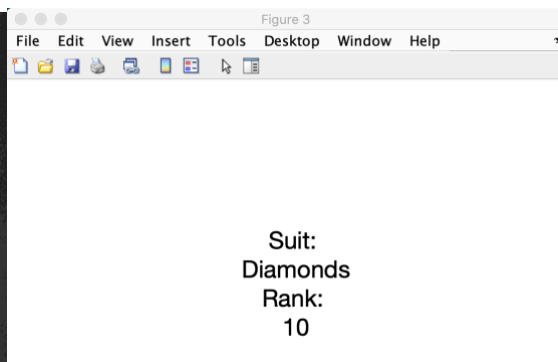 Figure 3
File Edit View Insert Tools Desktop Window Help
Suit:
Diamonds
Rank:
10